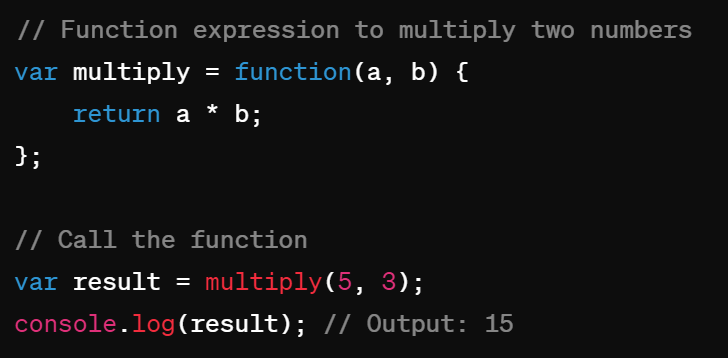 // Function expression to multiply two numbers
var multiply = function(a, b) {
    return a * b;
};

// Call the function
var result = multiply(5, 3);
console.log(result); // Output: 15